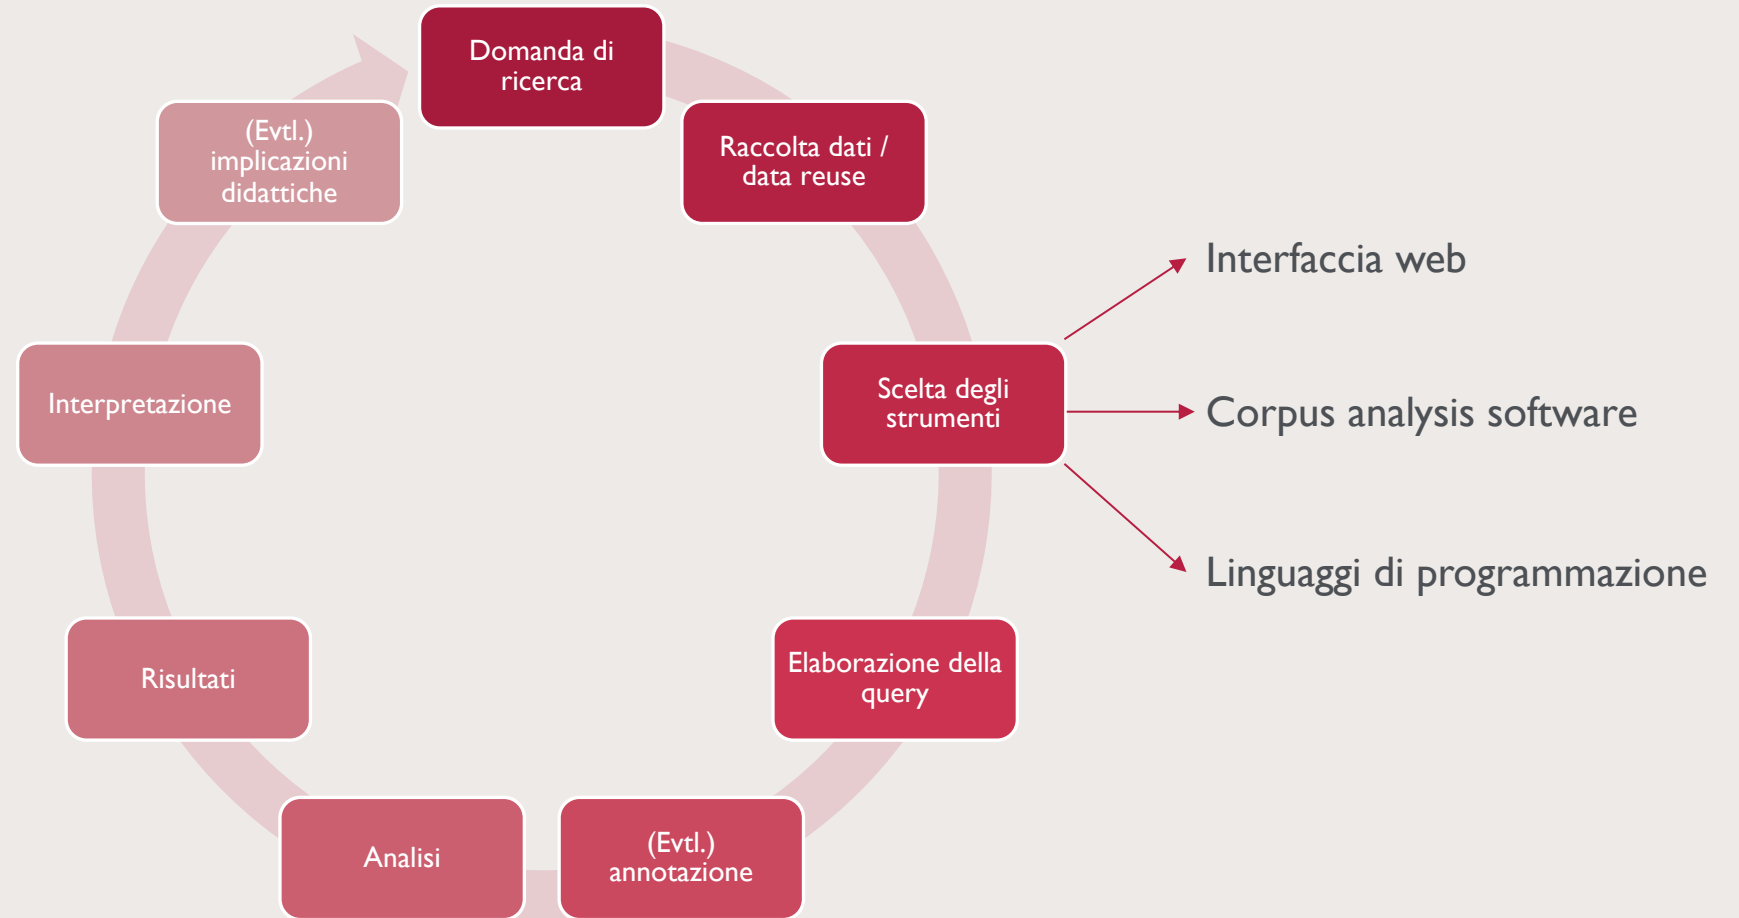 Domanda di
ricerca
Raccolta dati /
data reuse
Scelta degli
strumenti
Interfaccia web
Corpus analysis software
Linguaggi di programmazione
Elaborazione della
query
(Evtl.)
annotazione
Analisi
Risultati
Interpretazione
(Evtl.)
implicazioni
didattiche